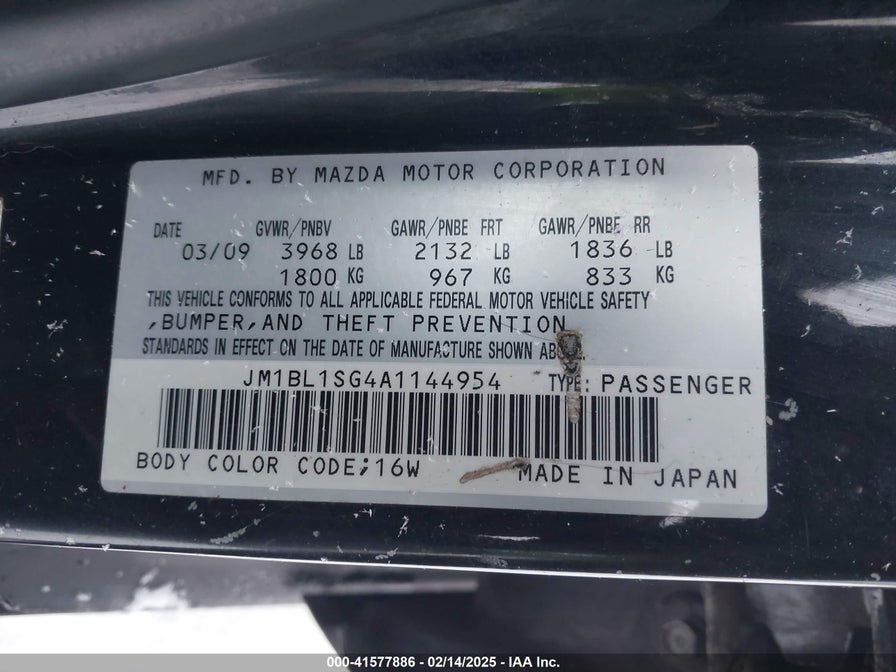 MFD. BY MAZDA MOTOR CORPORATION
DATE GVWR/PNBV GAWR/PNBE FRT GAWR/PNBE RR
03/09 3968 LB 2132 LB 1836 LB
1800 KG 967 KG 833 KG
THIS VEHICLE CONFORMS TO ALL APPLICABLE FEDERAL MOTOR VEHICLE SAFETY
,BUMPER,AND THEFT PREVENTION
STANDARDS IN EFFECT ON THE DATE OF MANUFACTURE SHOWN
JM1BL1SG4A1144954 TYPE: PASSENGER
BODY COLOR CODE;16W MADE IN JAPAN
000-41577886 - 02/14/2025 - IAA Inc.